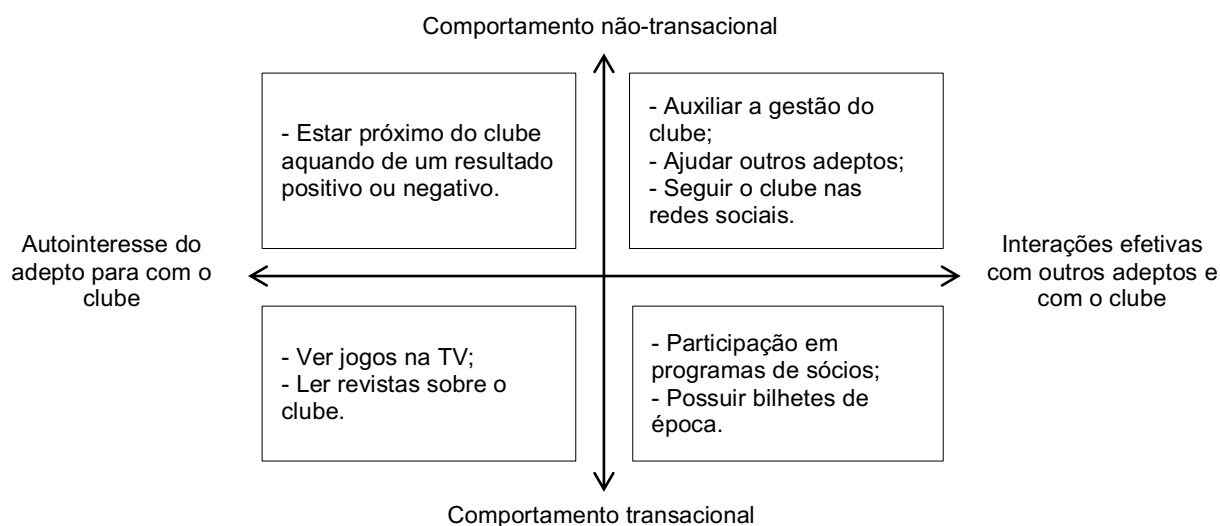 Comportamento não-transacional
- Estar próximo do clube
aquando de um resultado
positivo ou negativo.
- Auxiliar a gestão do
clube;
- Ajudar outros adeptos;
- Seguir o clube nas
redes sociais.
Autointeresse do
adepto para com o
clube
Interações efetivas
com outros adeptos e
com o clube
- Ver jogos na TV;
- Ler revistas sobre o
clube.
- Participação em
programas de sócios;
- Possuir bilhetes de
época.
Comportamento transacional